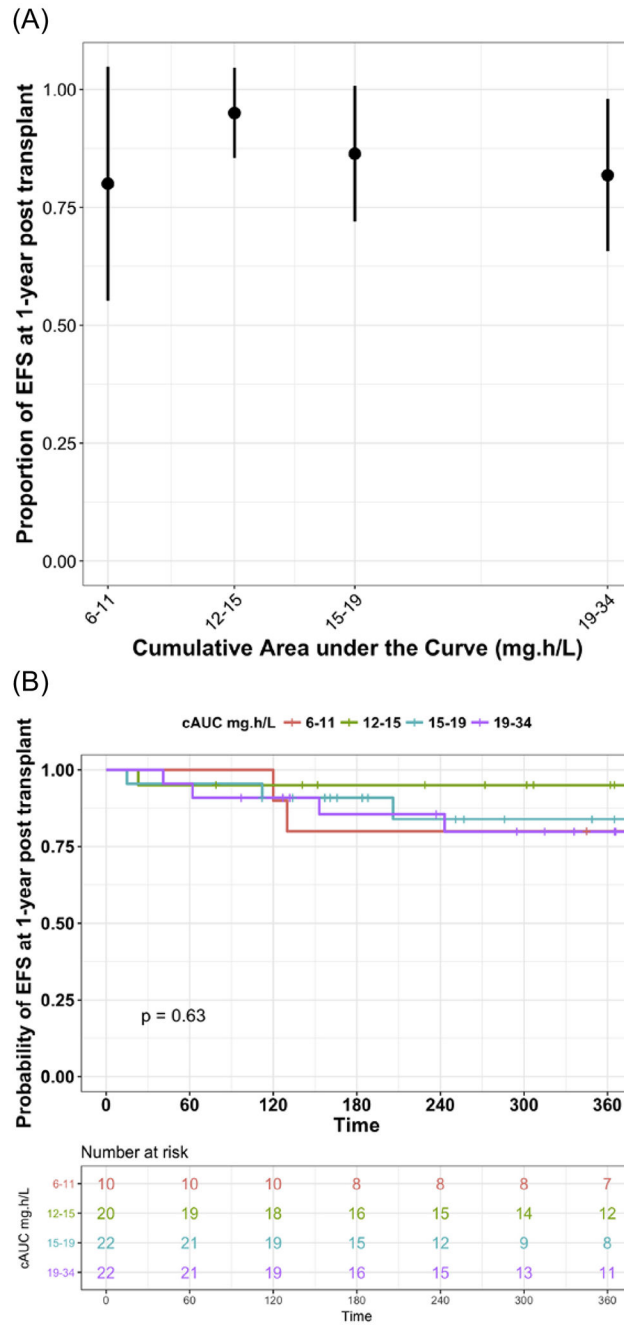 (A)
Proportion of EFS at 1-year post transplant
1.00
0.75
0.50
0.25
0.00
6-11 12-15 15-19 19-34
Cumulative Area under the Curve (mg.h/L)
(B)
cAUC mg.h/L 6-11 12-15 15-19 19-34
Probability of EFS at 1-year post transplant
1.00
0.75
0.50
0.25
0.00
p = 0.63
0 60 120 180 240 300 360
Time
Number at risk
cAUC mg.h/L
6-11 10 10 10 8 8 8 7
12-15 20 19 18 16 15 14 12
15-19 22 21 19 15 12 9 8
19-34 22 21 19 16 15 13 11
0 60 120 180 240 300 360
Time